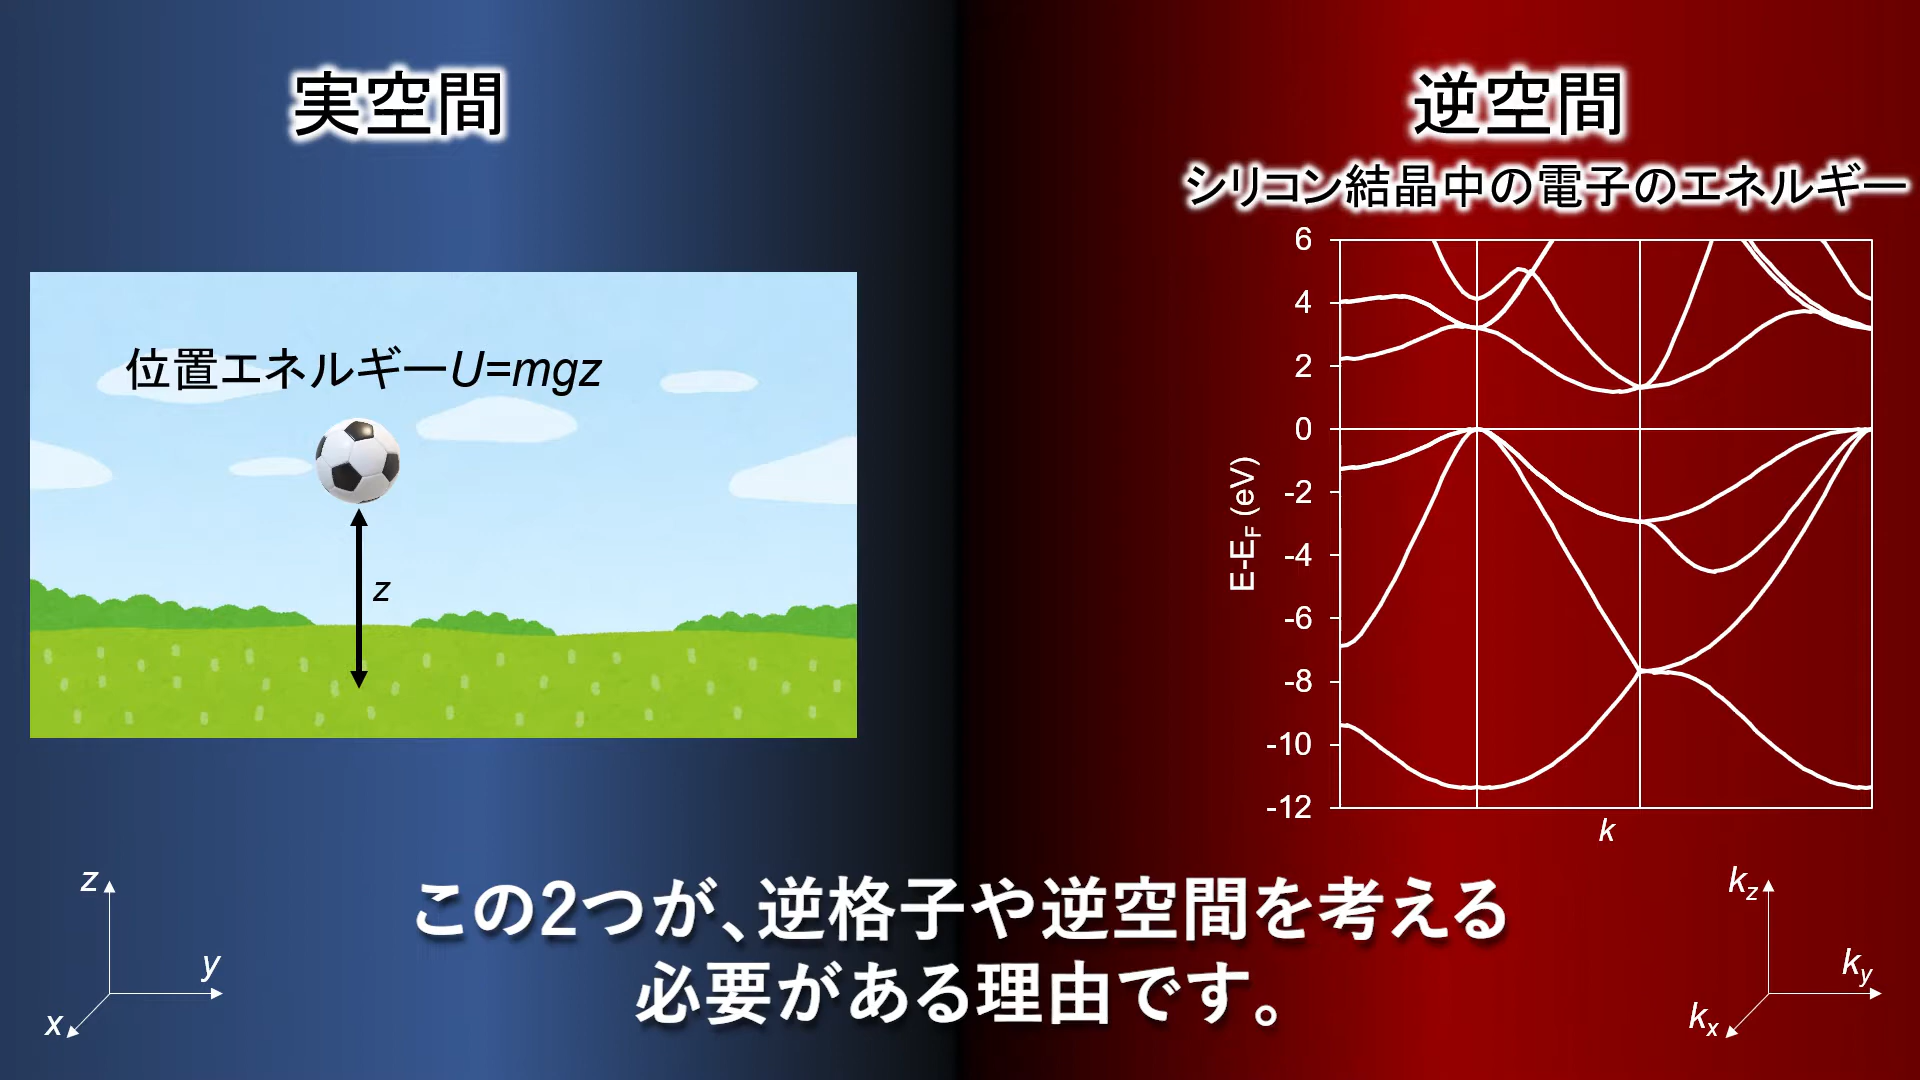 実空間
位置エネルギーU=mgz
z
z
y
x
逆空間
シリコン結晶中の電子のエネルギー
6
4
2
0
-2
-4
-6
-8
-10
-12
E-EF (eV)
k
kz
ky
kx
この2つが、逆格子や逆空間を考える
必要がある理由です。